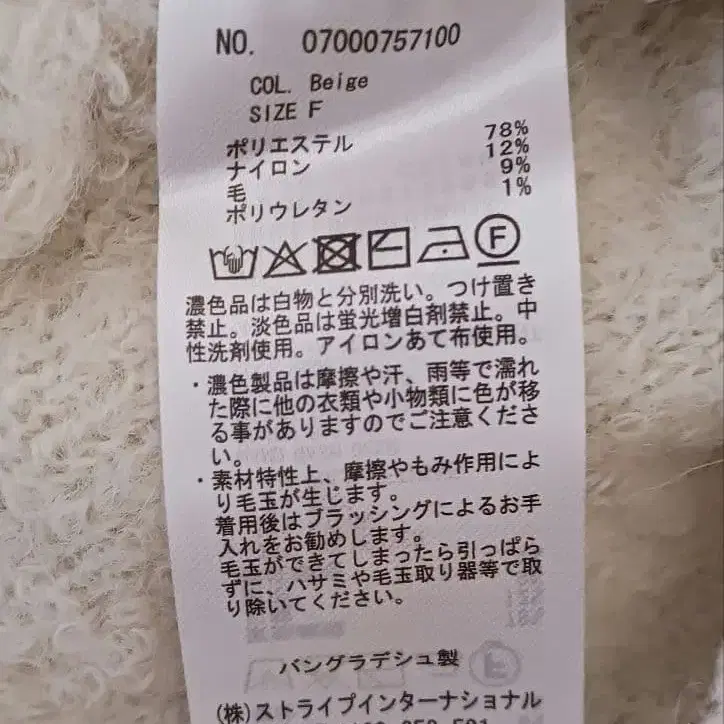 NO. 07000757100
COL. Beige
SIZE F
ポリエステル 78%
ナイロン 12%
毛 9%
ポリウレタン 1%
F
濃色品は白物と分別洗い。つけ置き
禁止。淡色品は蛍光増白剤禁止。中
性洗剤使用。アイロンあて布使用。
・濃色製品は摩擦や汗、雨等で濡れ
た際に他の衣類や小物類に色が移
る事がありますのでご注意くださ
い。
・素材特性上、摩擦やもみ作用によ
り毛玉が生じます。
着用後はブラッシングによるお手
入れをお勧めします。
毛玉ができてしまったら引っぱら
ずに、ハサミや毛玉取り器等で取
り除いてください。
バングラデシュ製
(株)ストライプインターナショナル